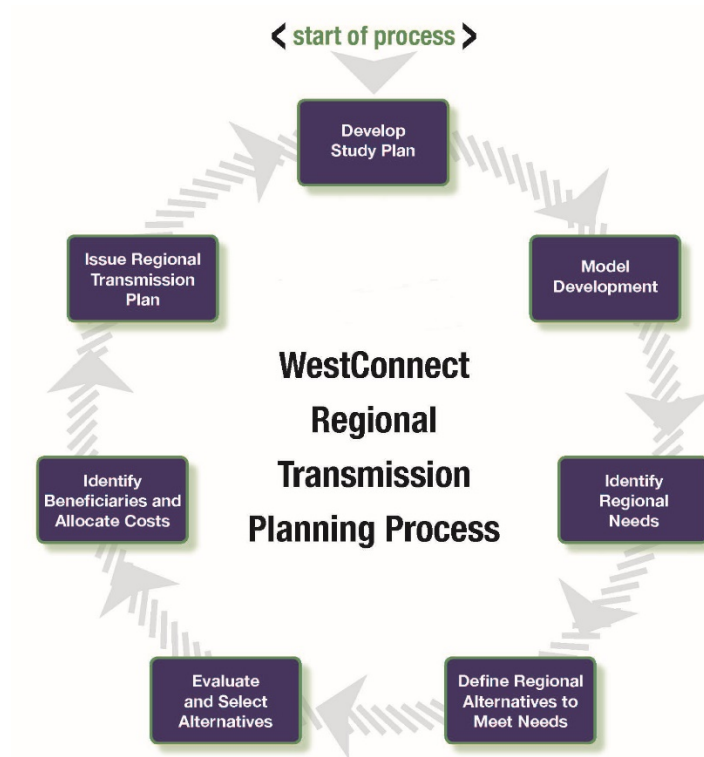 < start of process >
Develop
Study Plan
Model
Development
Identify
Regional
Needs
Define Regional
Alternatives to
Meet Needs
Evaluate
and Select
Alternatives
Identify
Beneficiaries and
Allocate Costs
Issue Regional
Transmission
Plan
WestConnect
Regional
Transmission
Planning Process